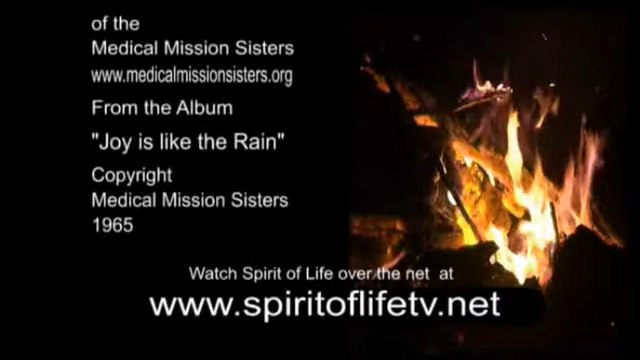 of the
Medical Mission Sisters
www.medicalmissionsisters.org
From the Album
"Joy is like the Rain"
Copyright
Medical Mission Sisters
1965
Watch Spirit of Life over the net at
www.spiritoflifetv.net